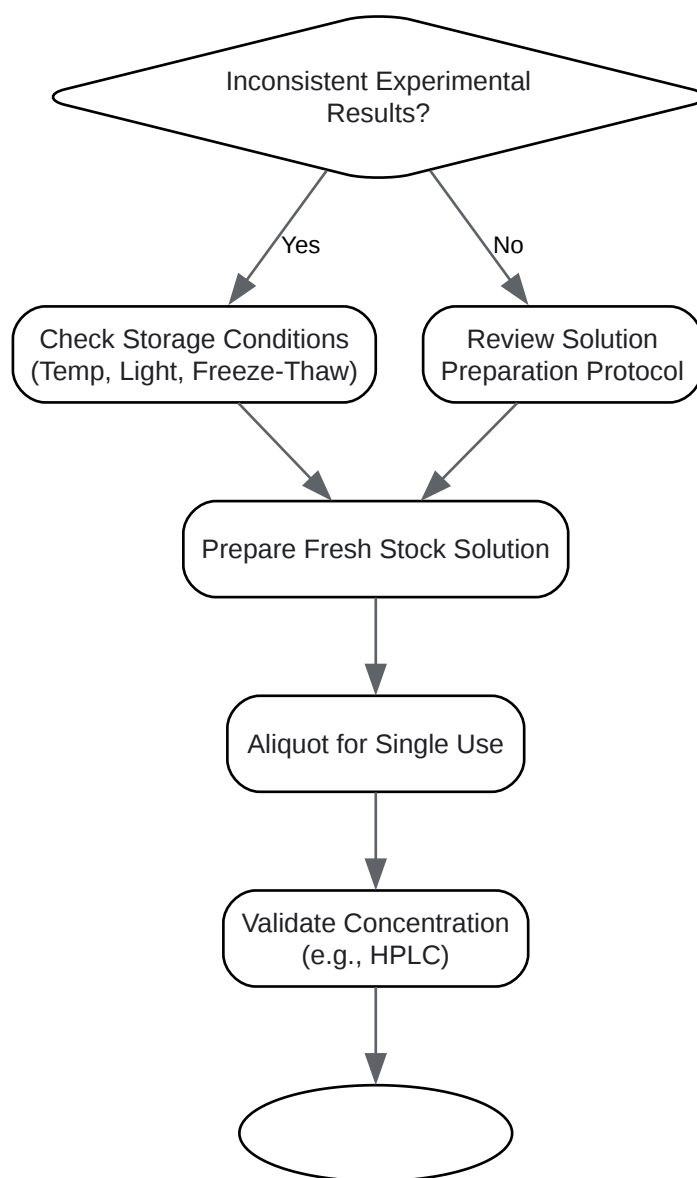 Inconsistent Experimental
Results?
Yes
No
Check Storage Conditions
(Temp, Light, Freeze-Thaw)
Review Solution
Preparation Protocol
Prepare Fresh Stock Solution
Aliquot for Single Use
Validate Concentration
(e.g., HPLC)